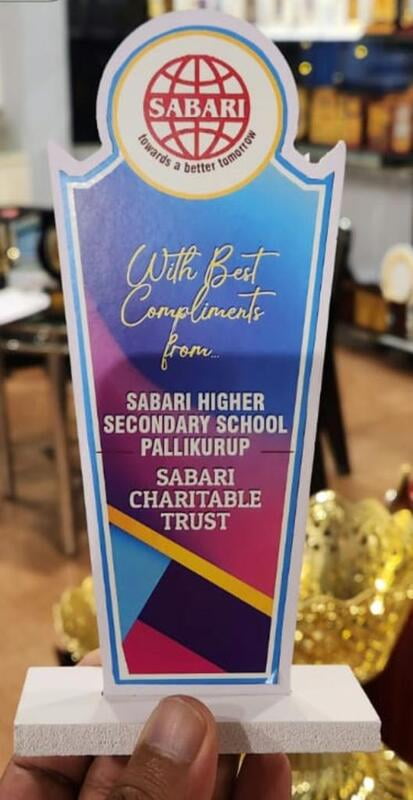 SABARI
towards a better tomorrow
With Best
Compliments
from...
SABARI HIGHER
SECONDARY SCHOOL
PALLIKURUP
SABARI
CHARITABLE
TRUST